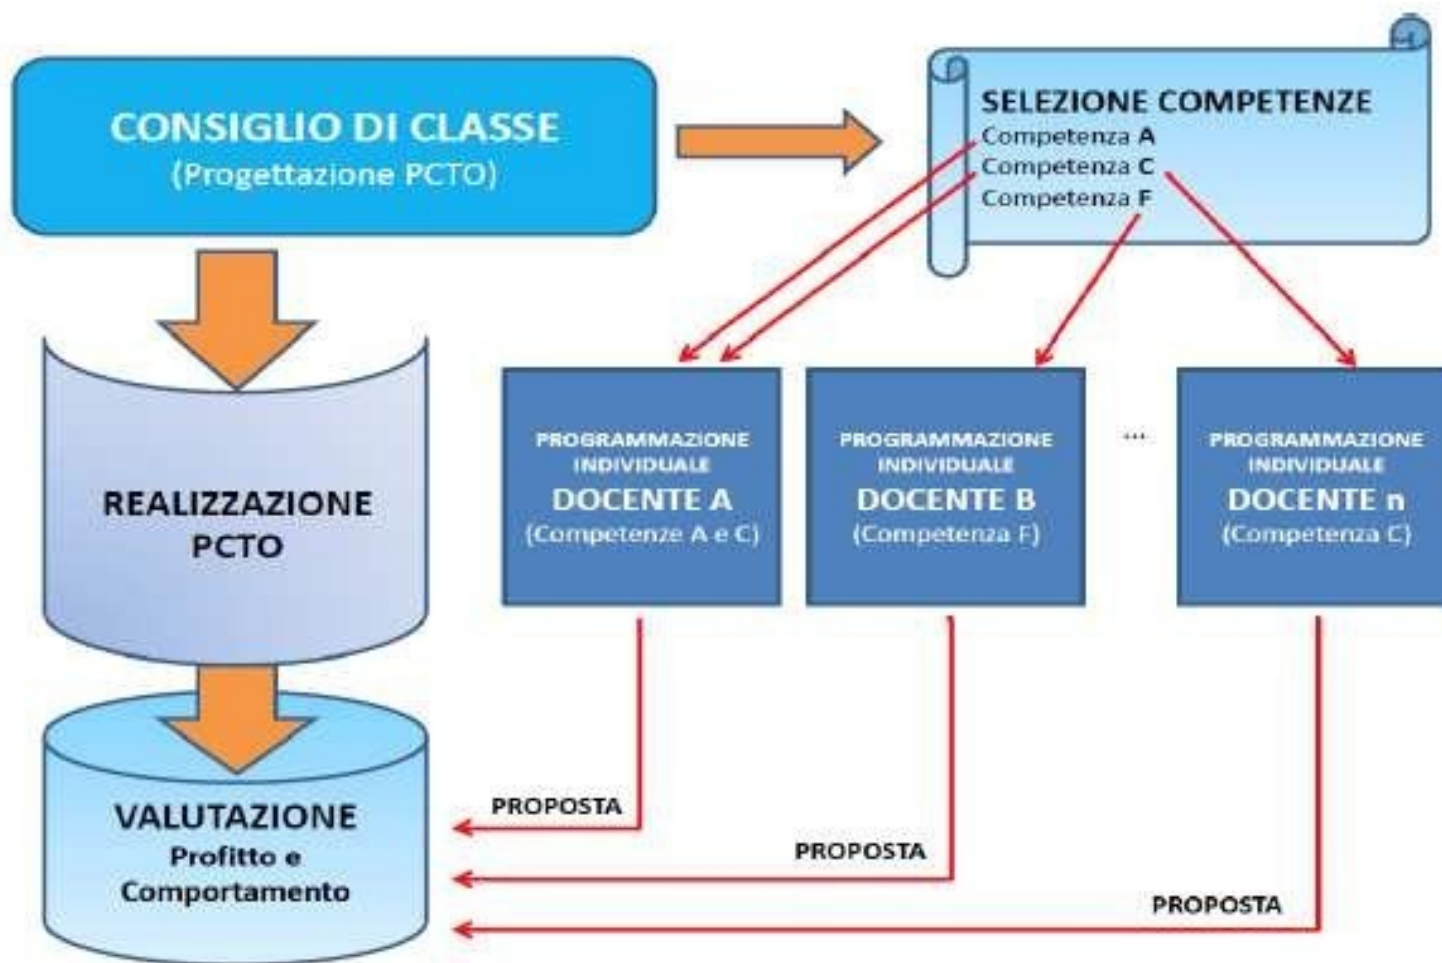 CONSIGLIO DI CLASSE
(Progettazione PCTO)
SELEZIONE COMPETENZE
Competenza A
Competenza C
Competenza F
REALIZZAZIONE
PCTO
PROGRAMMAZIONE
INDIVIDUALE
DOCENTE A
(Competenze A e C)
PROGRAMMAZIONE
INDIVIDUALE
DOCENTE B
(Competenza F)
...
PROGRAMMAZIONE
INDIVIDUALE
DOCENTE n
(Competenza C)
VALUTAZIONE
Profitto e
Comportamento
PROPOSTA
PROPOSTA
PROPOSTA